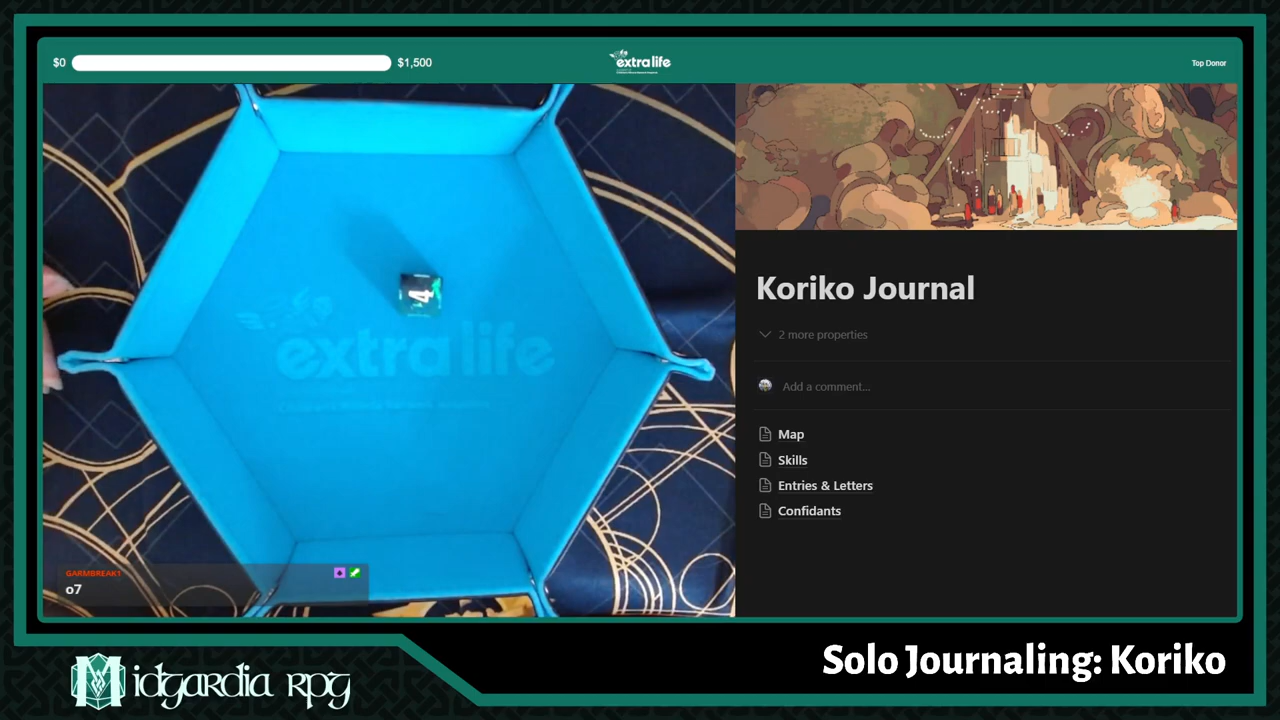 $0
$1,500
extralife
Top Donor
4
extralife
Koriko Journal
2 more properties
Add a comment...
Map
Skills
Entries & Letters
Confidants
GARMBREAK1
o7
Midgardia RPG
Solo Journaling: Koriko